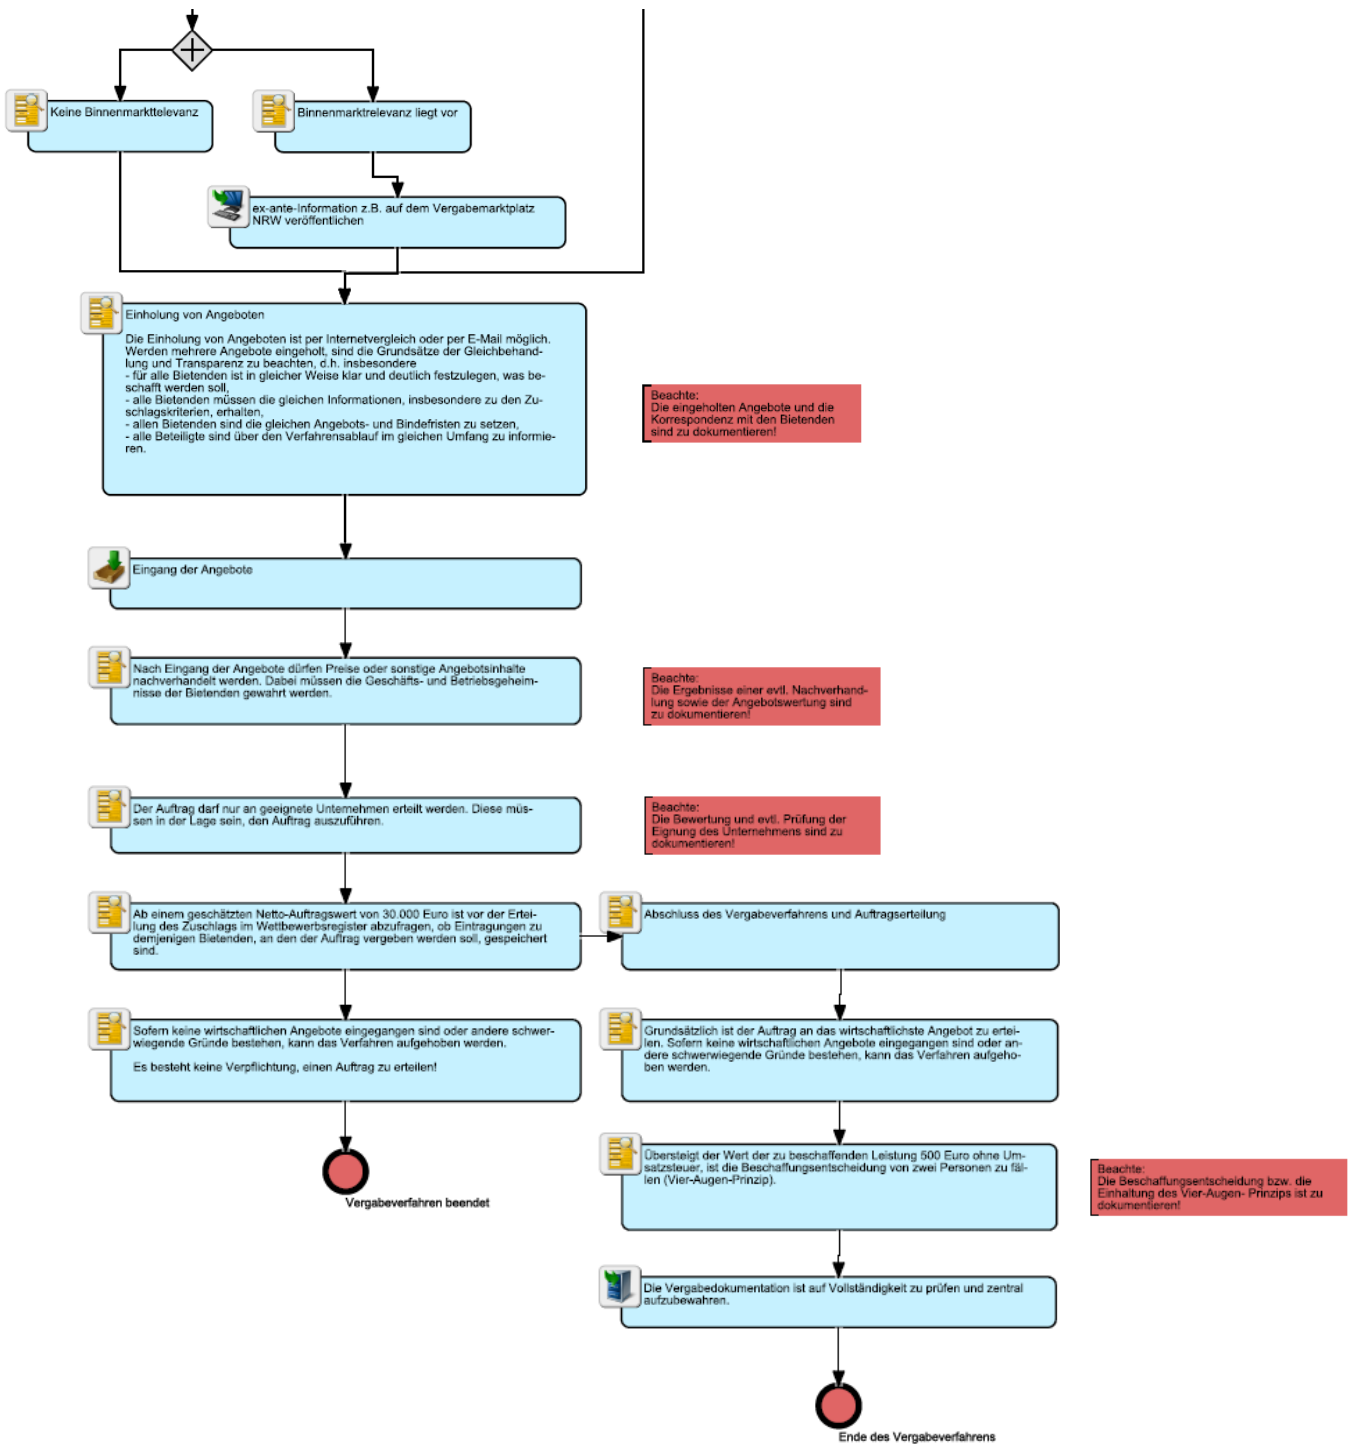 Keine Binnenmarkttelevanz
Binnenmarktrelevanz liegt vor
ex-ante-Information z.B. auf dem Vergabemarktplatz
NRW veröffentlichen
Einholung von Angeboten
Die Einholung von Angeboten ist per Internetvergleich oder per E-Mail möglich.
Werden mehrere Angebote eingeholt, sind die Grundsätze der Gleichbehand-
lung und Transparenz zu beachten, d.h. insbesondere
- für alle Bietenden ist in gleicher Weise klar und deutlich festzulegen, was be-
schafft werden soll,
- alle Bietenden müssen die gleichen Informationen, insbesondere zu den Zu-
schlagskriterien, erhalten,
- allen Bietenden sind die gleichen Angebots- und Bindefristen zu setzen,
- alle Beteiligte sind über den Verfahrensablauf im gleichen Umfang zu informie-
ren.
Beachte:
Die eingeholten Angebote und die
Korrespondenz mit den Bietenden
sind zu dokumentieren!
Eingang der Angebote
Nach Eingang der Angebote dürfen Preise oder sonstige Angebotsinhalte
nachverhandelt werden. Dabei müssen die Geschäfts- und Betriebsgeheim-
nisse der Bietenden gewahrt werden.
Beachte:
Die Ergebnisse einer evtl. Nachverhand-
lung sowie der Angebotswertung sind
zu dokumentieren!
Der Auftrag darf nur an geeignete Unternehmen erteilt werden. Diese müs-
sen in der Lage sein, den Auftrag auszuführen.
Beachte:
Die Bewertung und evtl. Prüfung der
Eignung des Unternehmens sind zu
dokumentieren!
Ab einem geschätzten Netto-Auftragswert von 30.000 Euro ist vor der Ertei-
lung des Zuschlags im Wettbewerbsregister abzufragen, ob Eintragungen zu
demjenigen Bietenden, an den der Auftrag vergeben werden soll, gespeichert
sind.
Abschluss des Vergabeverfahrens und Auftragserteilung
Sofern keine wirtschaftlichen Angebote eingegangen sind oder andere schwer-
wiegende Gründe bestehen, kann das Verfahren aufgehoben werden.
Es besteht keine Verpflichtung, einen Auftrag zu erteilen!
Grundsätzlich ist der Auftrag an das wirtschaftlichste Angebot zu ertei-
len. Sofern keine wirtschaftlichen Angebote eingegangen sind oder an-
dere schwerwiegende Gründe bestehen, kann das Verfahren aufgeho-
ben werden.
Vergabeverfahren beendet
Übersteigt der Wert der zu beschaffenden Leistung 500 Euro ohne Um-
satzsteuer, ist die Beschaffungsentscheidung von zwei Personen zu fäl-
len (Vier-Augen-Prinzip).
Beachte:
Die Beschaffungsentscheidung bzw. die
Einhaltung des Vier-Augen- Prinzips ist zu
dokumentieren!
Die Vergabedokumentation ist auf Vollständigkeit zu prüfen und zentral
aufzubewahren.
Ende des Vergabeverfahrens